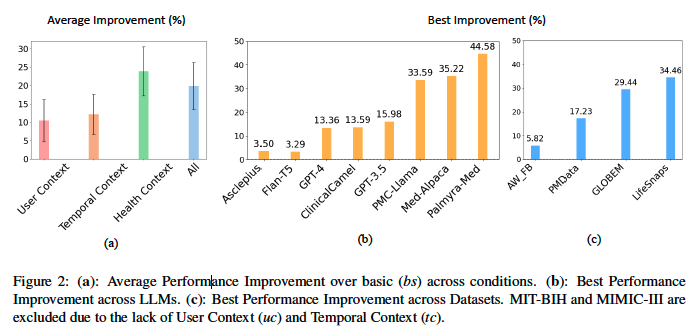 Average Improvement (%)
Best Improvement (%)
30
25
20
15
10
5
0
User Context
Temporal Context
Health Context
All
(a)
50
40
30
20
10
0
3.50
3.29
13.36
13.59
15.98
33.59
35.22
44.58
Asclepius
Flan-T5
GPT-4
ClinicalCamel
GPT-3.5
PMC-Llama
Med-Alpaca
Palmyra-Med
(b)
50
40
30
20
10
0
5.82
17.23
29.44
34.46
AW_FB
PMData
GLOBEM
LifeSnaps
(c)
Figure 2: (a): Average Performance Improvement over basic (bs) across conditions. (b): Best Performance
Improvement across LLMs. (c): Best Performance Improvement across Datasets. MIT-BIH and MIMIC-III are
excluded due to the lack of User Context (uc) and Temporal Context (tc).